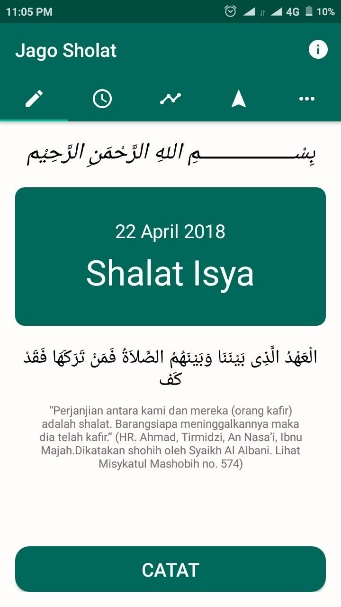 11:05 PM 4G 10%
Jago Sholat
بِسْـــــــــــــمِ اللهِ الرَّحْمَنِ الرَّحِيْمِ
22 April 2018
Shalat Isya
الْعَهْدُ الَّذِى بَيْنَنَا وَبَيْنَهُمُ الصَّلاَةُ فَمَنْ تَرَكَهَا فَقَدْ
كَفَ
"Perjanjian antara kami dan mereka (orang kafir)
adalah shalat. Barangsiapa meninggalkannya maka
dia telah kafir." (HR. Ahmad, Tirmidzi, An Nasa'i, Ibnu
Majah.Dikatakan shohih oleh Syaikh Al Albani. Lihat
Misykatul Mashobih no. 574)
CATAT